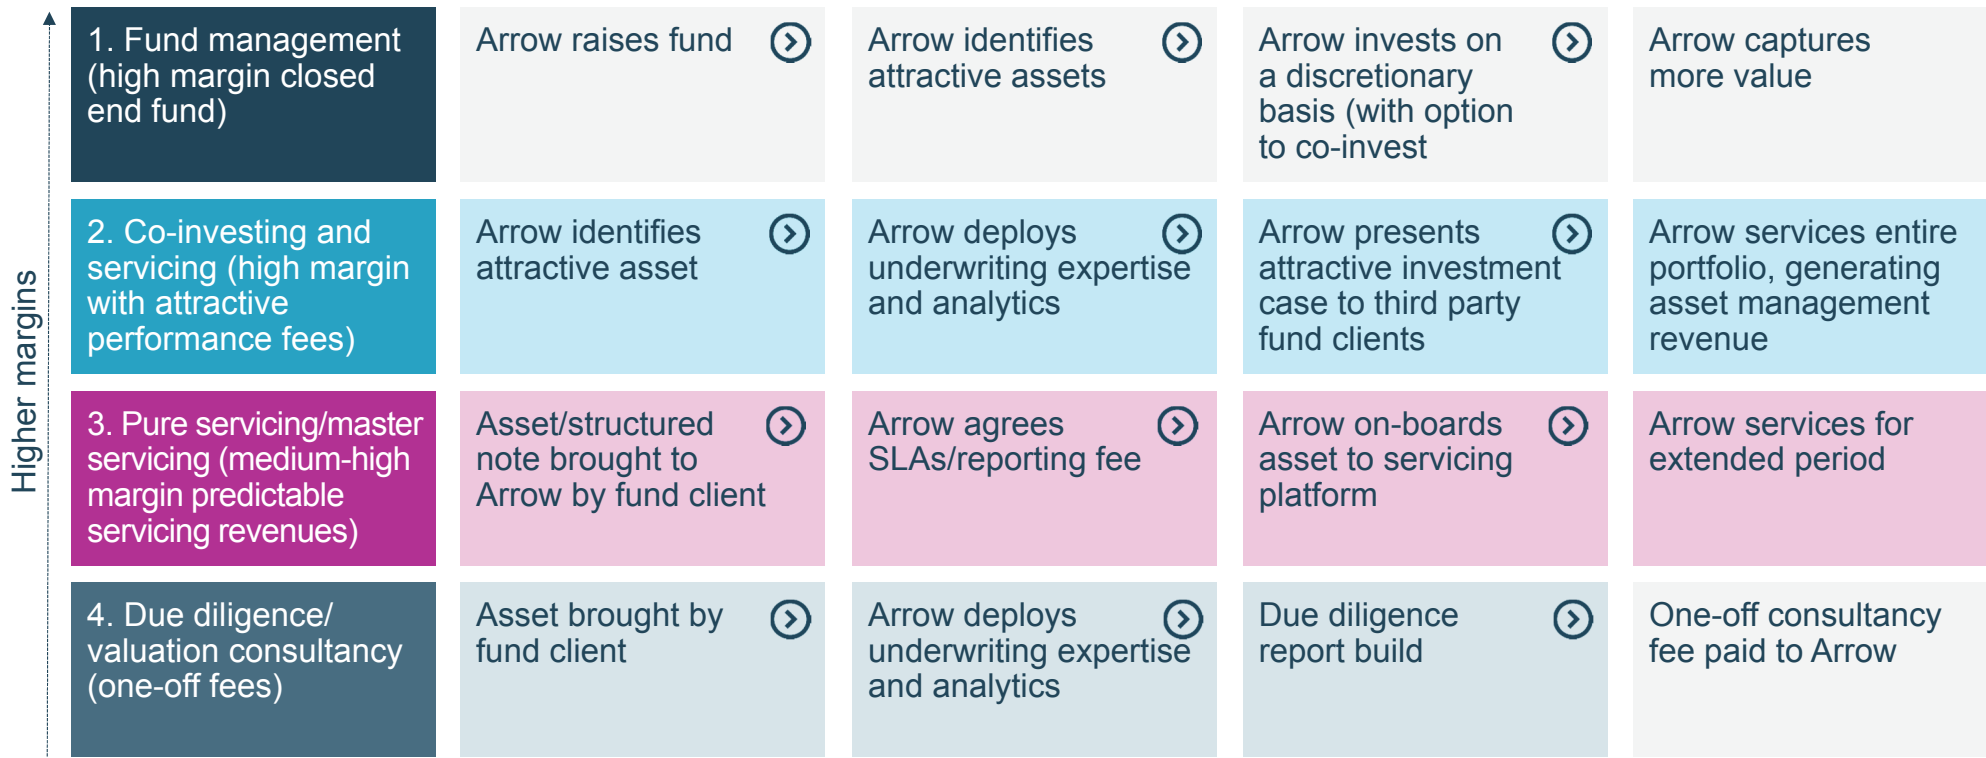 Higher margins
1. Fund management
(high margin closed
end fund)
Arrow raises fund
Arrow identifies
attractive assets
Arrow invests on
a discretionary
basis (with option
to co-invest
Arrow captures
more value
2. Co-investing and
servicing (high margin
with attractive
performance fees)
Arrow identifies
attractive asset
Arrow deploys
underwriting expertise
and analytics
Arrow presents
attractive investment
case to third party
fund clients
Arrow services entire
portfolio, generating
asset management
revenue
3. Pure servicing/master
servicing (medium-high
margin predictable
servicing revenues)
Asset/structured
note brought to
Arrow by fund client
Arrow agrees
SLAs/reporting fee
Arrow on-boards
asset to servicing
platform
Arrow services for
extended period
4. Due diligence/
valuation consultancy
(one-off fees)
Asset brought by
fund client
Arrow deploys
underwriting expertise
and analytics
Due diligence
report build
One-off consultancy
fee paid to Arrow